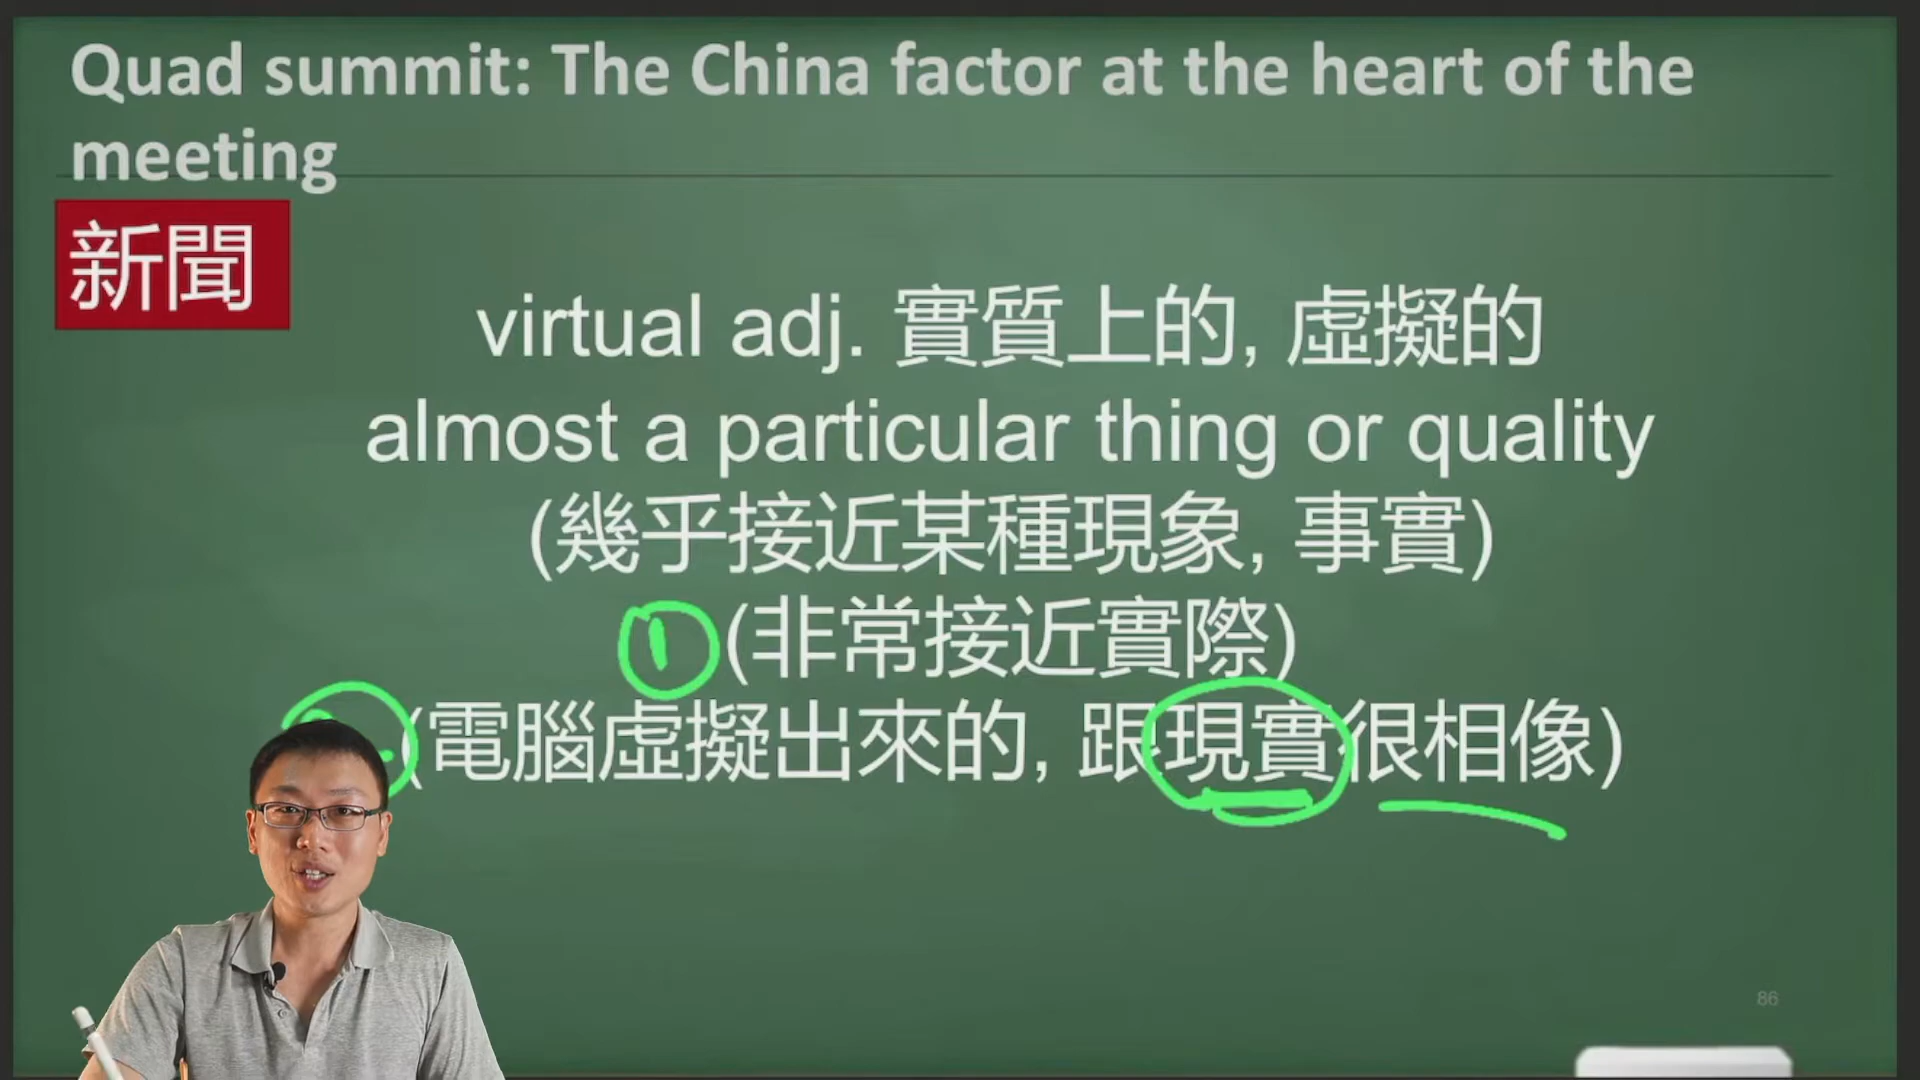 Quad summit: The China factor at the heart of the
meeting
新聞
virtual adj. 實質上的, 虛擬的
almost a particular thing or quality
(幾乎接近某種現象, 事實)
1 (非常接近實際)
2 (電腦虛擬出來的, 跟現實很相像)
86